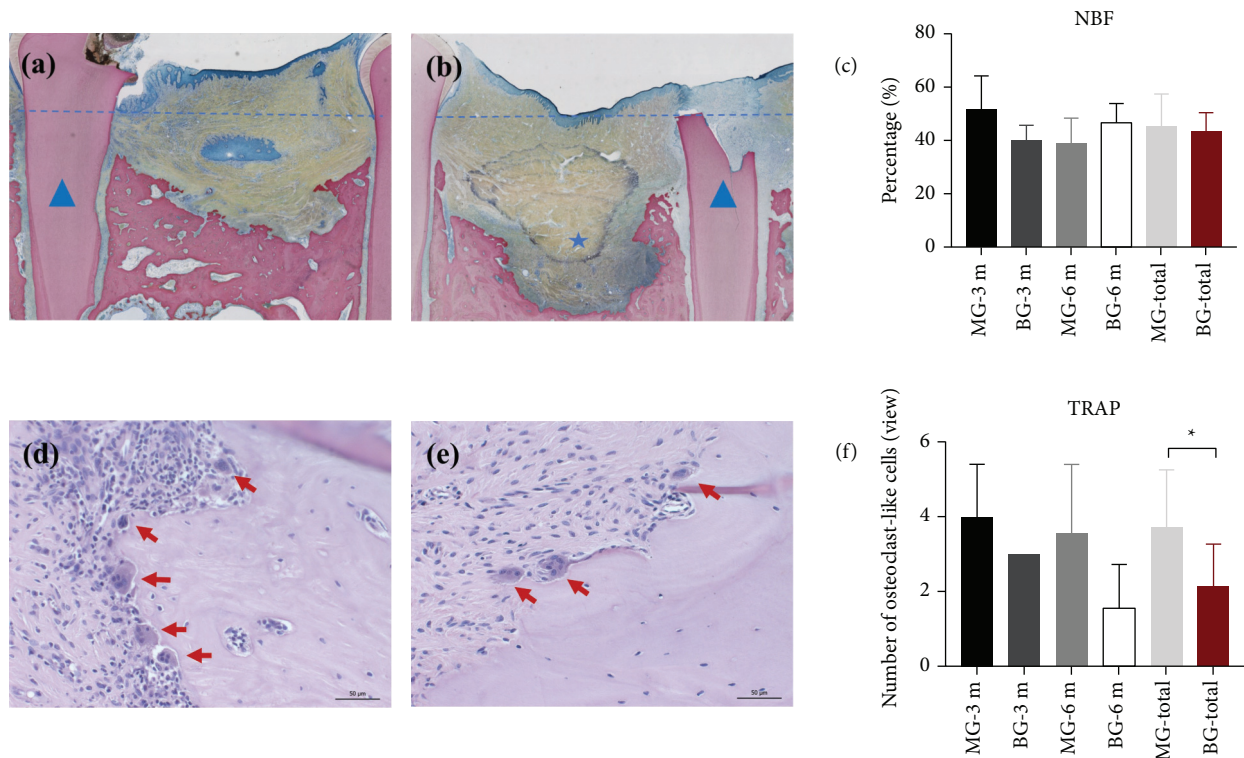 (a)
(b)
(c)
NBF
Percentage (%)
80
60
40
20
0
MG-3 m
BG-3 m
MG-6 m
BG-6 m
MG-total
BG-total
(d)
50 µm
(e)
50 µm
(f)
TRAP
Number of osteoclast-like cells (view)
6
4
2
0
*
MG-3 m
BG-3 m
MG-6 m
BG-6 m
MG-total
BG-total